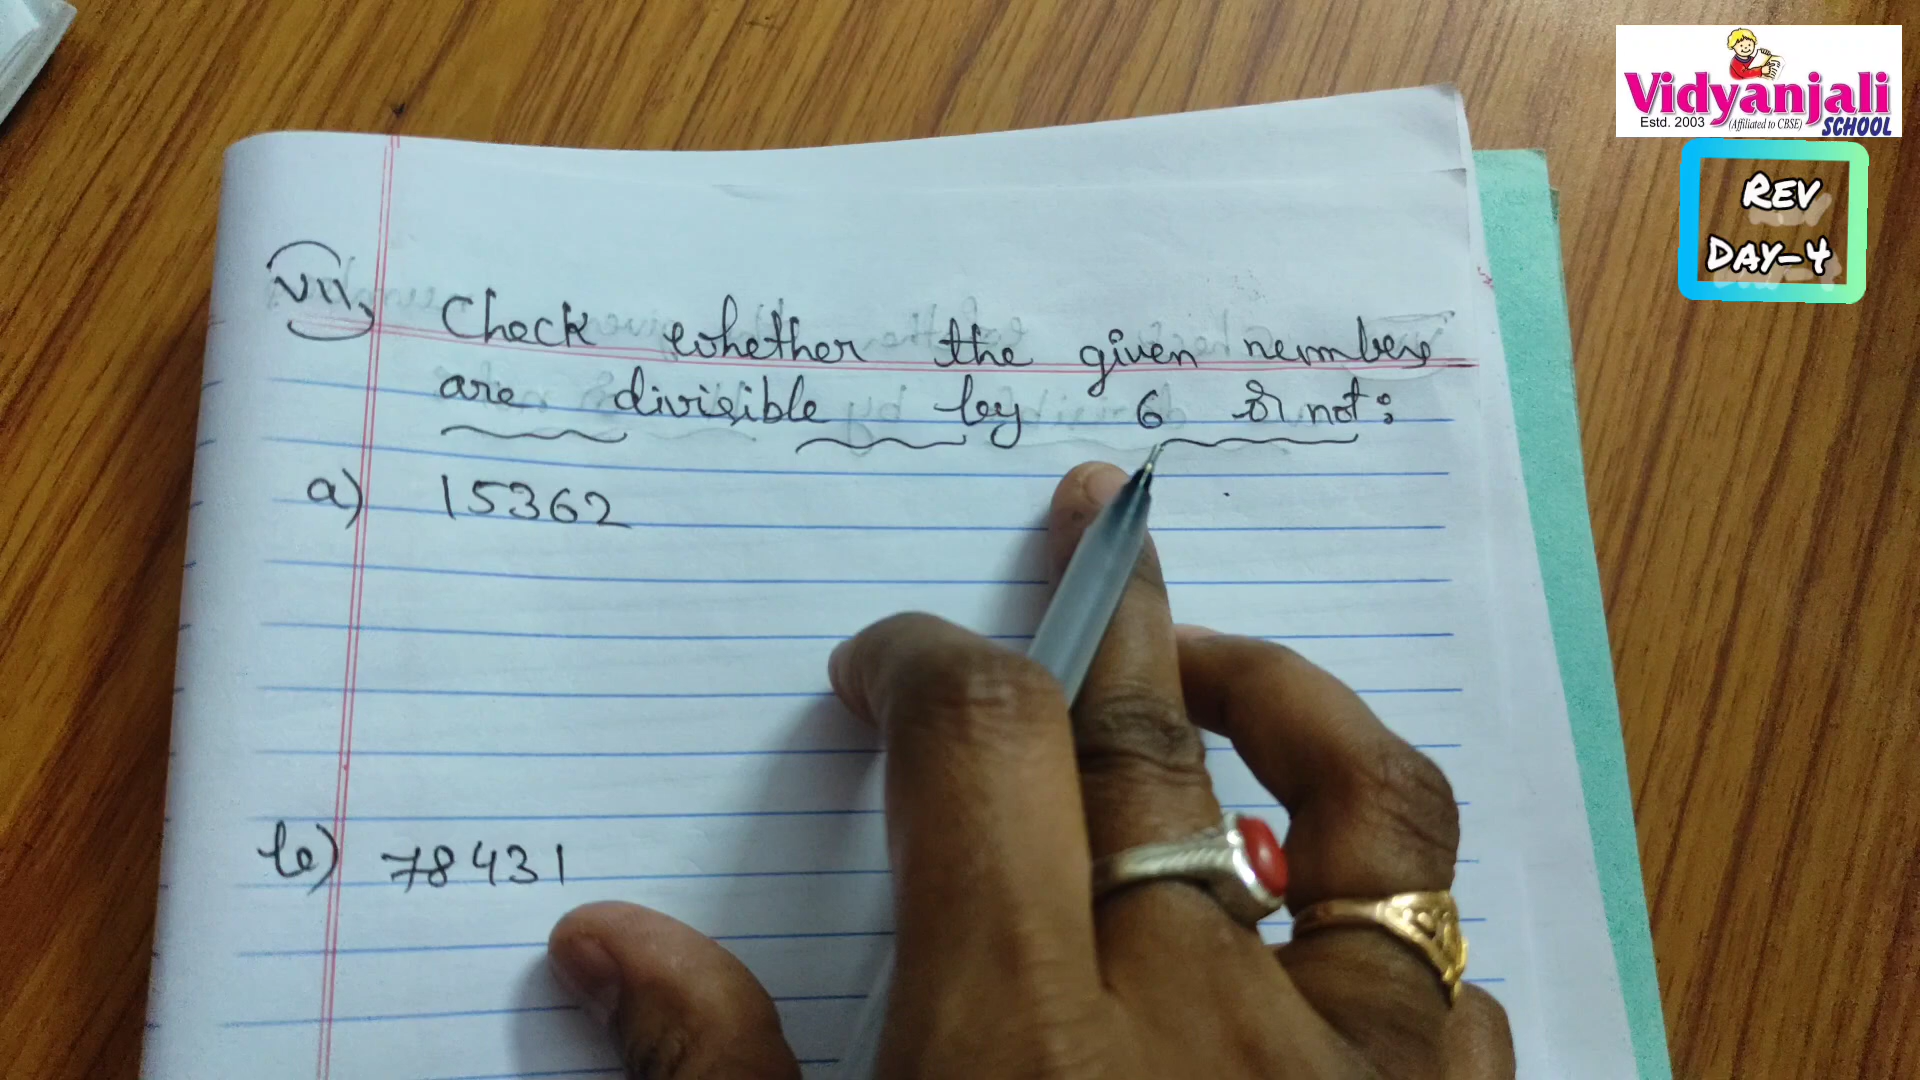 Vidyanjali
Estd. 2003 (Affiliated to CBSE) SCHOOL
REV
DAY-4
vii) Check whether the given numbers
are divisible by 6 or not:
a) 15362
b) 78431